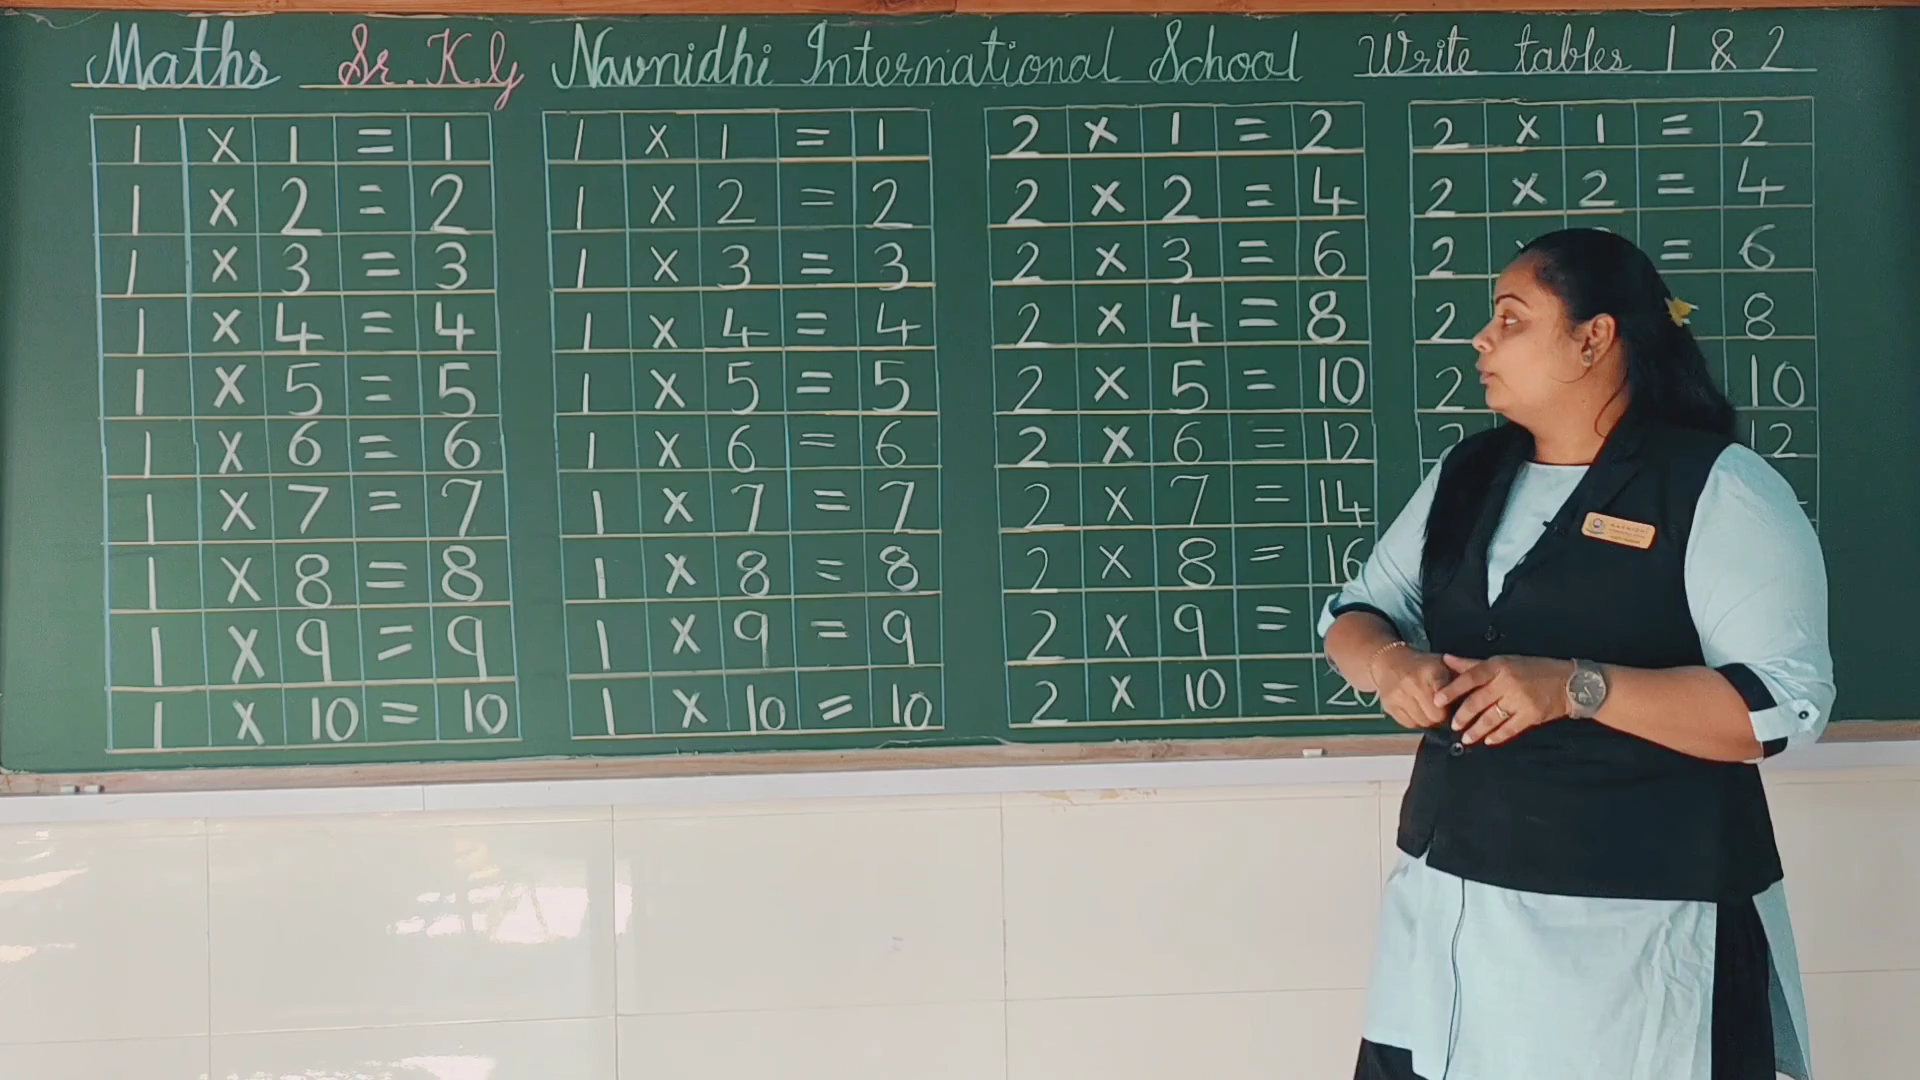 Maths Sr. K.G Navnidhi International School Write tables 1 & 2
1 × 1 = 1
1 × 2 = 2
1 × 3 = 3
1 × 4 = 4
1 × 5 = 5
1 × 6 = 6
1 × 7 = 7
1 × 8 = 8
1 × 9 = 9
1 × 10 = 10
1 × 1 = 1
1 × 2 = 2
1 × 3 = 3
1 × 4 = 4
1 × 5 = 5
1 × 6 = 6
1 × 7 = 7
1 × 8 = 8
1 × 9 = 9
1 × 10 = 10
2 × 1 = 2
2 × 2 = 4
2 × 3 = 6
2 × 4 = 8
2 × 5 = 10
2 × 6 = 12
2 × 7 = 14
2 × 8 = 16
2 × 9 =
2 × 10 = 20
2 × 1 = 2
2 × 2 = 4
2 = 6
2 8
2 10
2 12